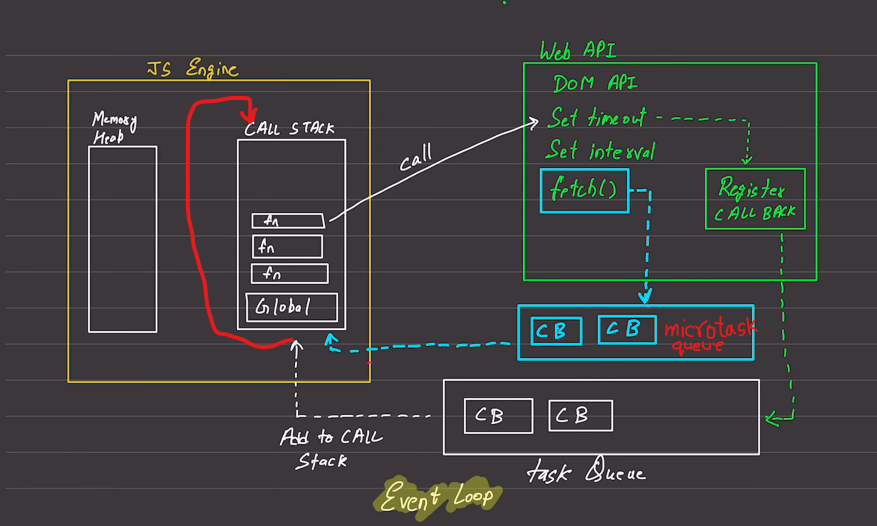 Web API
JS Engine
DOM API
Memory
Heap
CALL STACK
Set timeout
call
Set interval
fetch()
Register
CALL BACK
fn
fn
fn
Global
CB
CB
microtask
queue
CB
CB
Add to CALL
Stack
task Queue
Event Loop